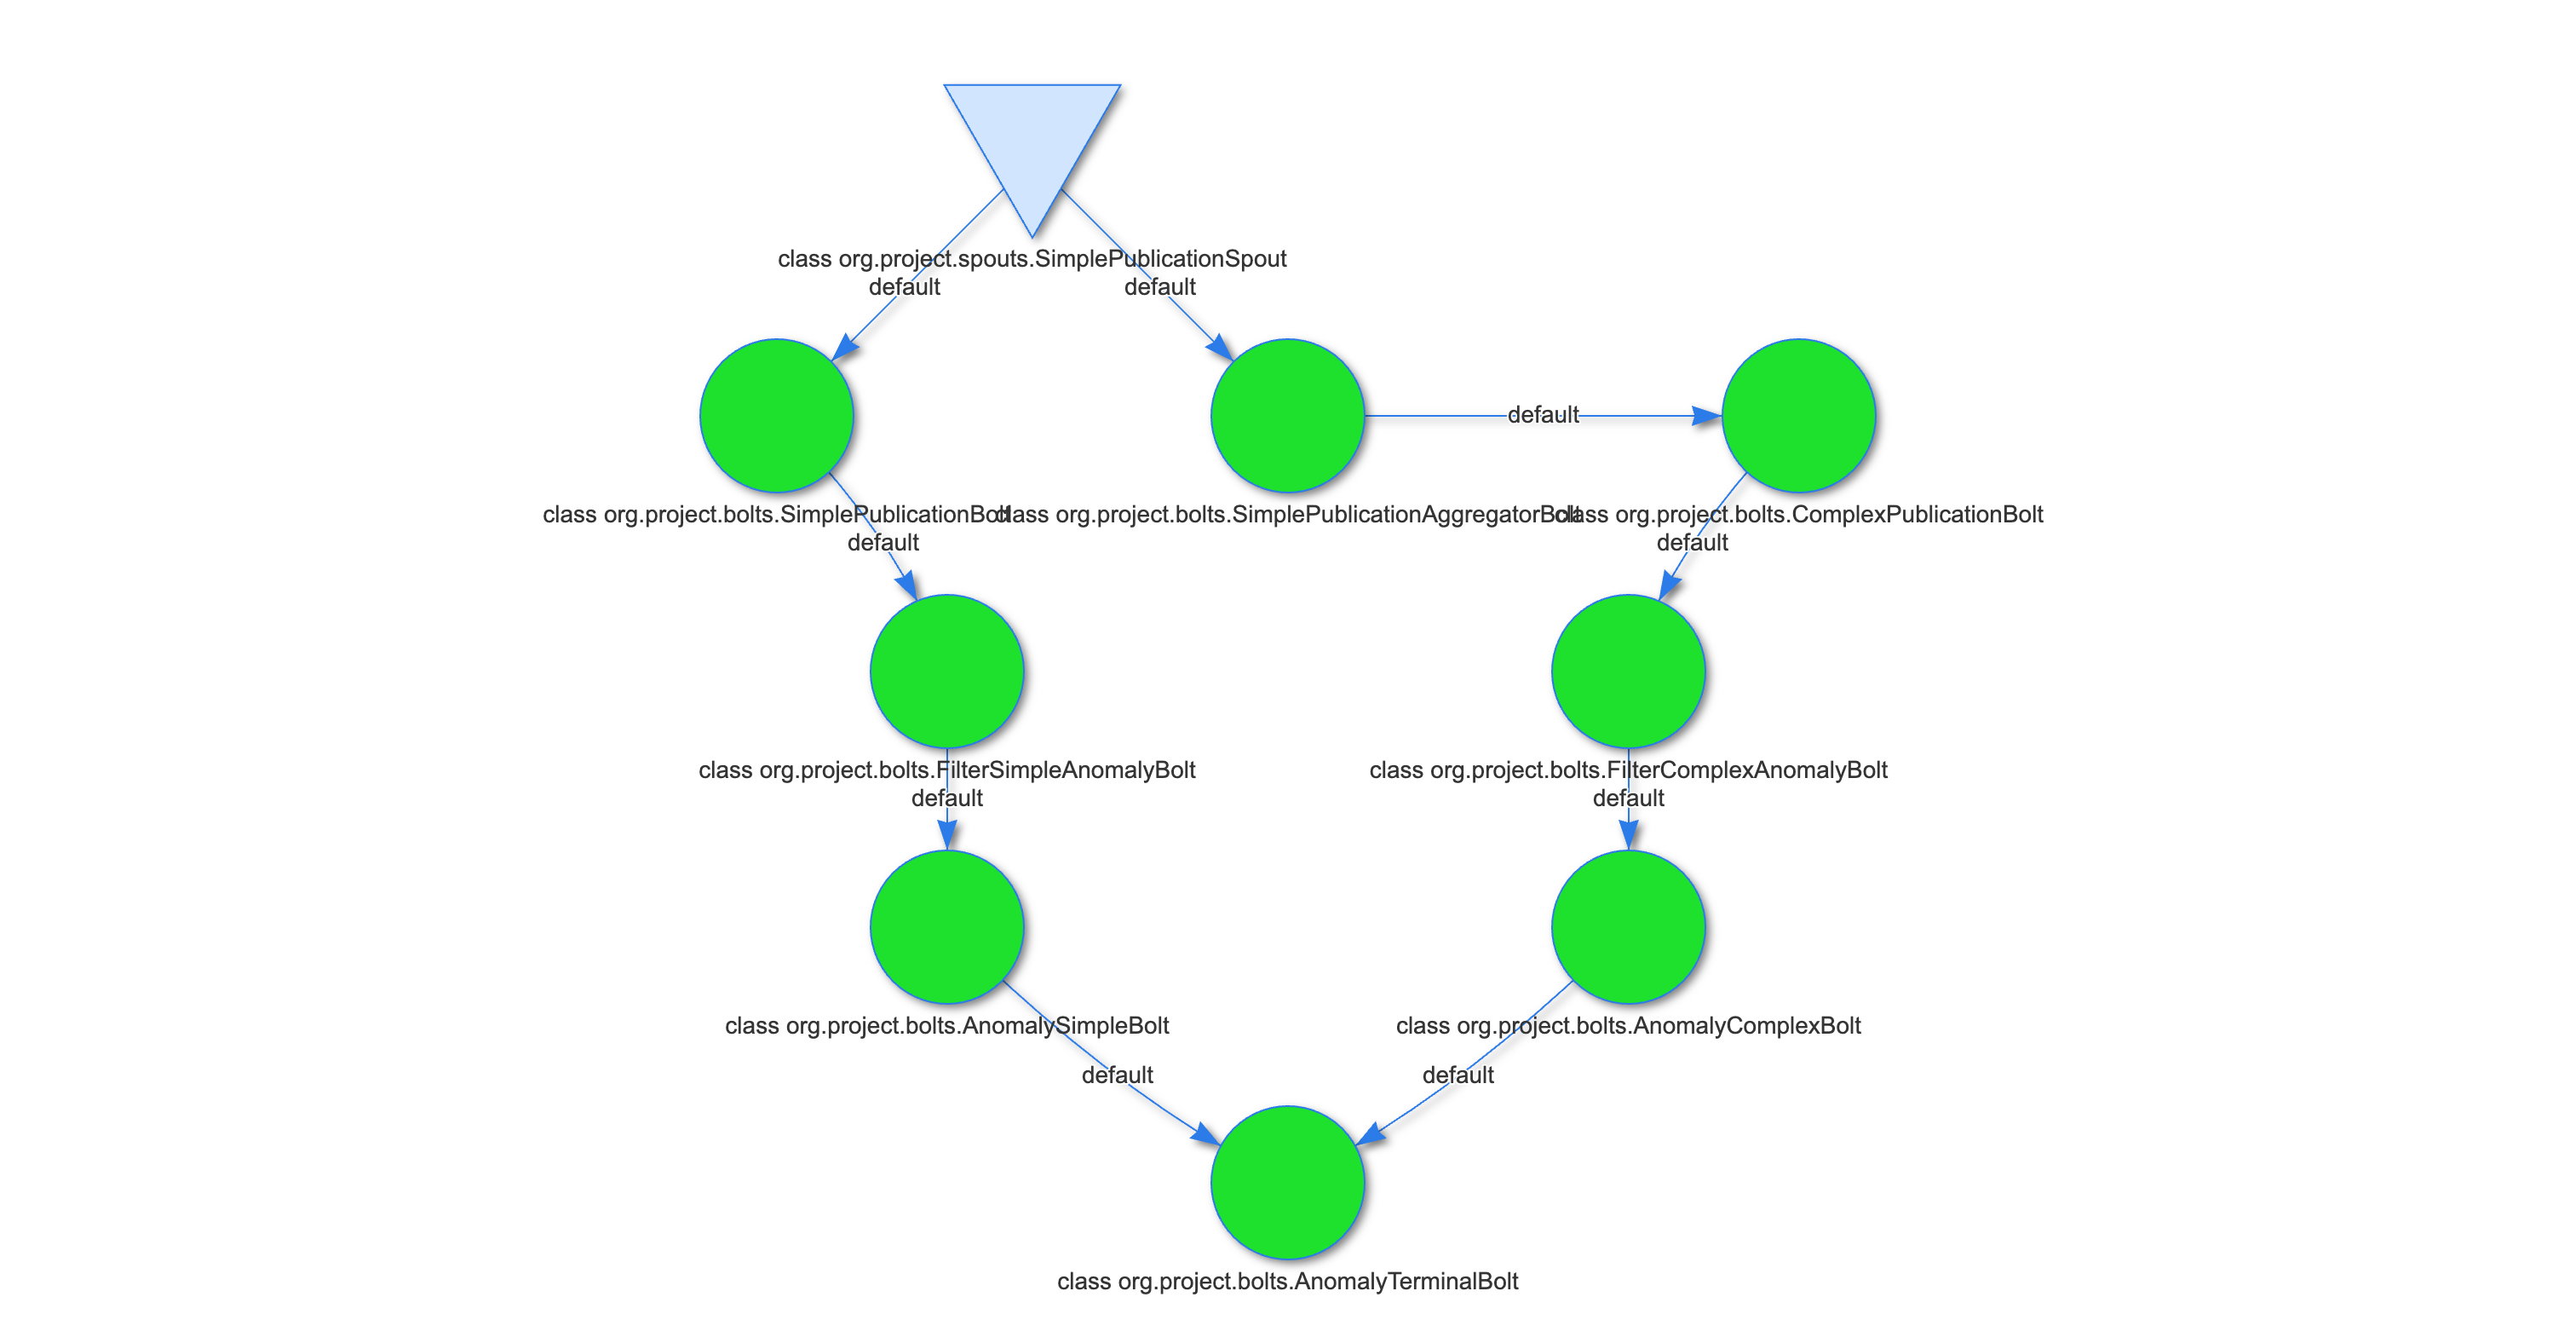 class org.project.spouts.SimplePublicationSpout
default
default
default
class org.project.bolts.SimplePublicationBolt
class org.project.bolts.SimplePublicationAggregatorBolt
class org.project.bolts.ComplexPublicationBolt
default
default
class org.project.bolts.FilterSimpleAnomalyBolt
class org.project.bolts.FilterComplexAnomalyBolt
default
default
class org.project.bolts.AnomalySimpleBolt
class org.project.bolts.AnomalyComplexBolt
default
default
class org.project.bolts.AnomalyTerminalBolt